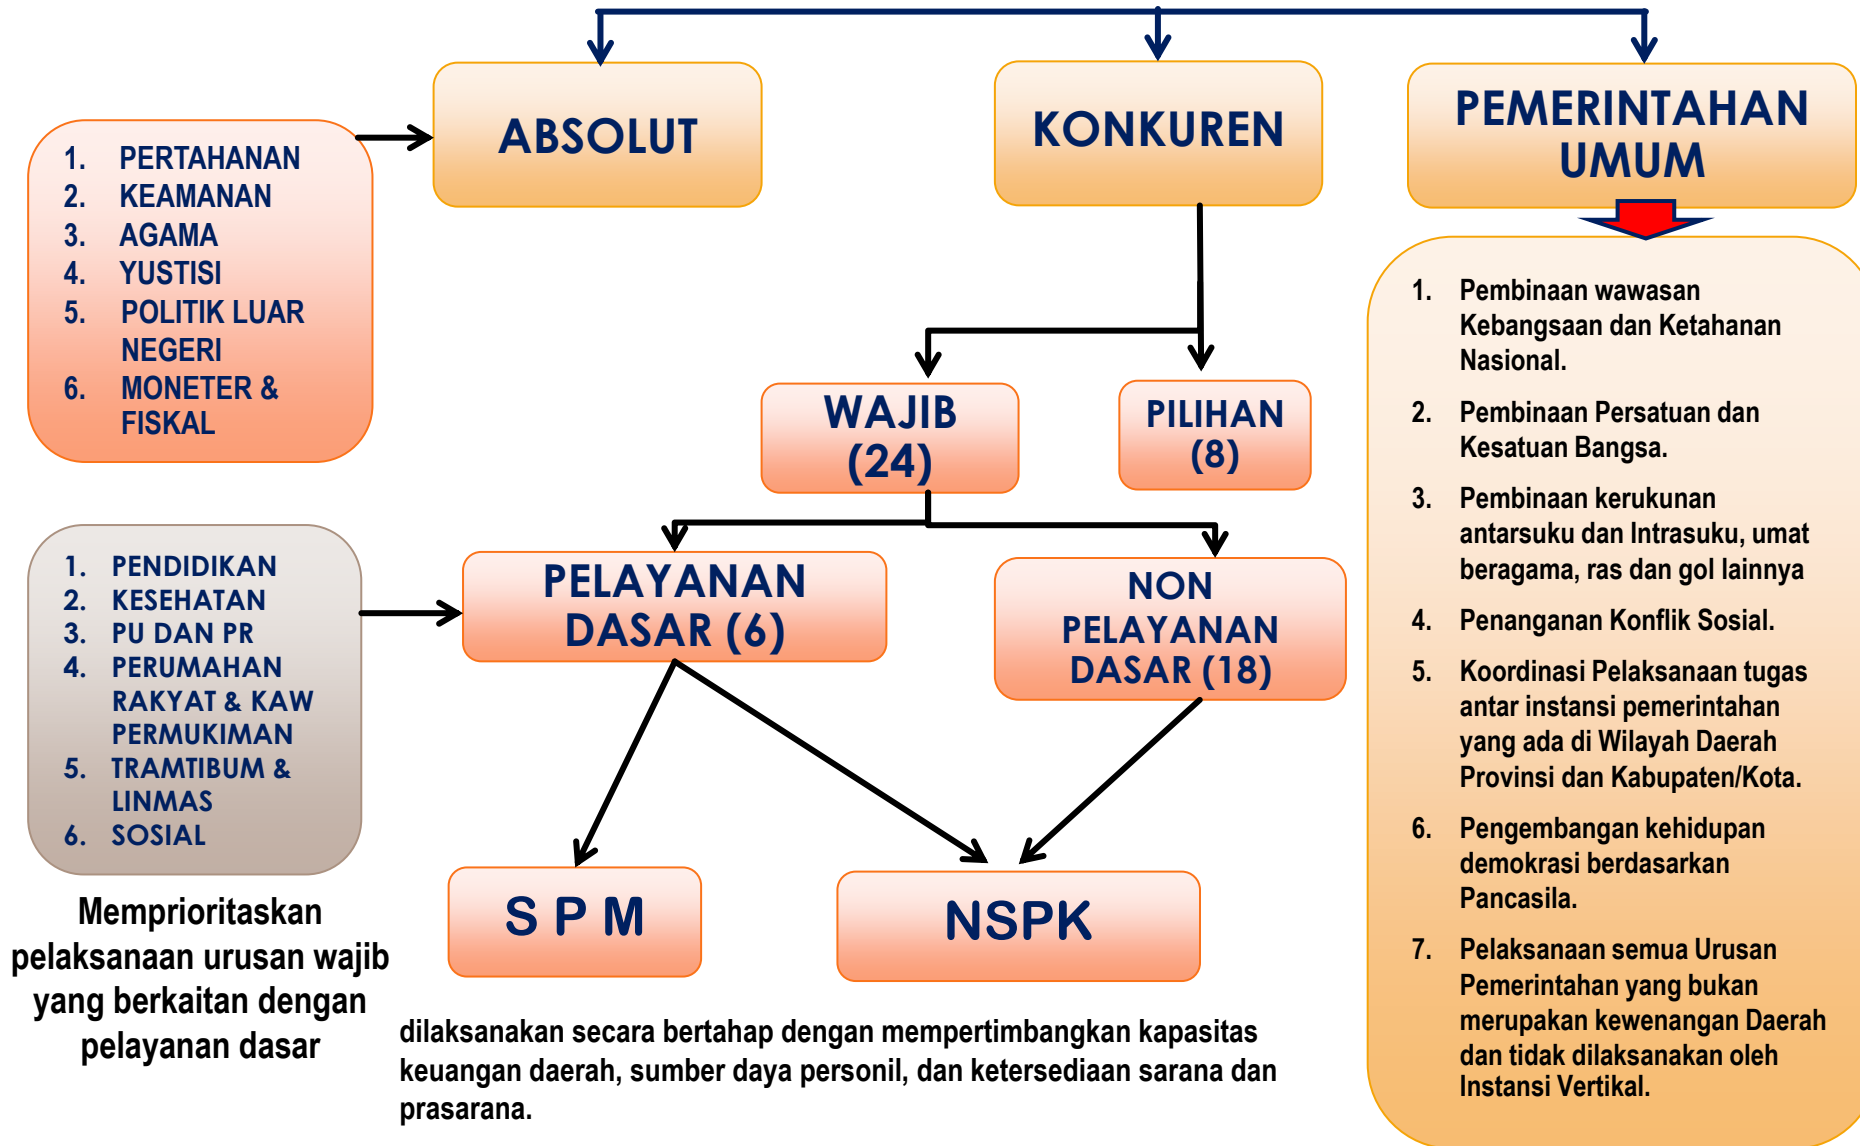 ABSOLUT
KONKUREN
PEMERINTAHAN
UMUM
1. PERTAHANAN
2. KEAMANAN
3. AGAMA
4. YUSTISI
5. POLITIK LUAR
NEGERI
6. MONETER &
FISKAL
WAJIB
(24)
PILIHAN
(8)
1. PENDIDIKAN
2. KESEHATAN
3. PU DAN PR
4. PERUMAHAN
RAKYAT & KAW
PERMUKIMAN
5. TRAMTIBUM &
LINMAS
6. SOSIAL
PELAYANAN
DASAR (6)
NON
PELAYANAN
DASAR (18)
S P M
NSPK
Memprioritaskan
pelaksanaan urusan wajib
yang berkaitan dengan
pelayanan dasar
dilaksanakan secara bertahap dengan mempertimbangkan kapasitas
keuangan daerah, sumber daya personil, dan ketersediaan sarana dan
prasarana.
1. Pembinaan wawasan
Kebangsaan dan Ketahanan
Nasional.
2. Pembinaan Persatuan dan
Kesatuan Bangsa.
3. Pembinaan kerukunan
antarsuku dan Intrasuku, umat
beragama, ras dan gol lainnya
4. Penanganan Konflik Sosial.
5. Koordinasi Pelaksanaan tugas
antar instansi pemerintahan
yang ada di Wilayah Daerah
Provinsi dan Kabupaten/Kota.
6. Pengembangan kehidupan
demokrasi berdasarkan
Pancasila.
7. Pelaksanaan semua Urusan
Pemerintahan yang bukan
merupakan kewenangan Daerah
dan tidak dilaksanakan oleh
Instansi Vertikal.